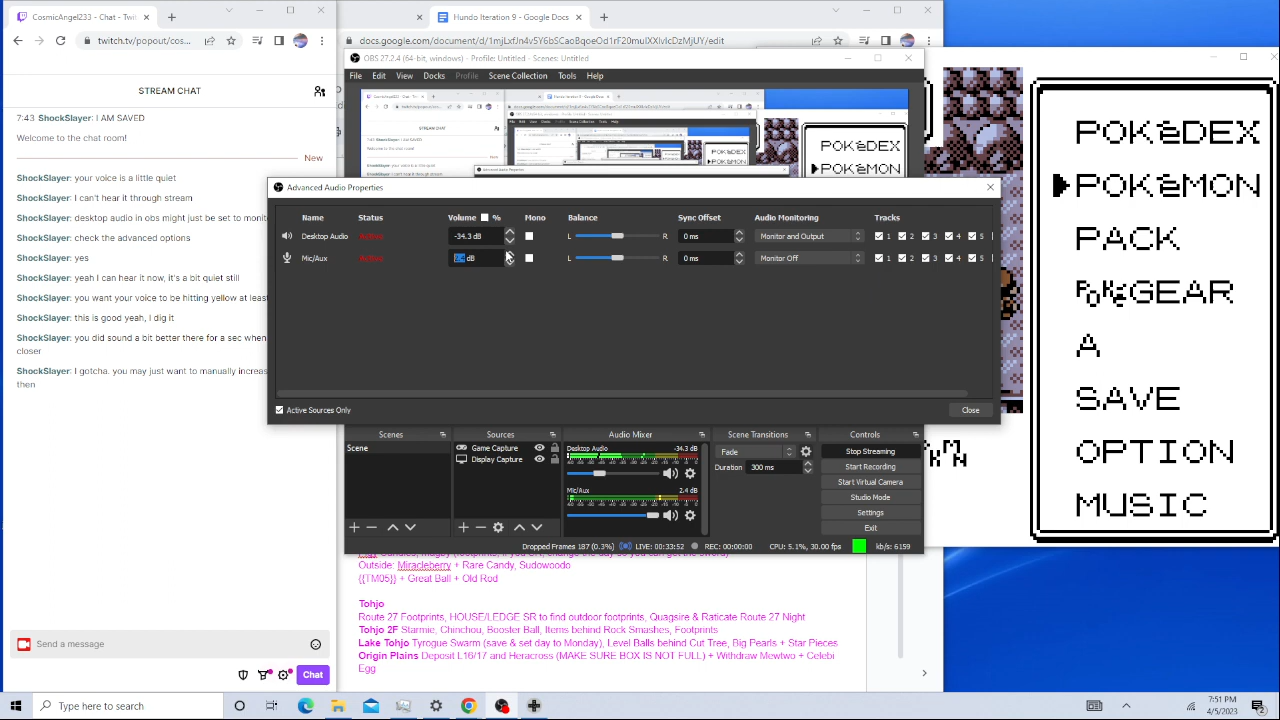 CosmicAngel233 - Chat - Twit
twitch.tv/popout/cos...
STREAM CHAT
7:43 ShockSlayer: I AM SAVED
Welcome to the chat room!
New
ShockSlayer: your voice is a little quiet
ShockSlayer: I can't hear it through stream
ShockSlayer: desktop audio in obs might just be set to monito
ShockSlayer: check the advanced options
ShockSlayer: yes
ShockSlayer: yeah I can hear it now, it's a bit quiet still
ShockSlayer: you want your voice to be hitting yellow at least
ShockSlayer: this is good yeah, I dig it
ShockSlayer: you did sound a bit better there for a sec when
closer
ShockSlayer: I gotcha. you may just want to manually increas
then
Send a message
Chat
Hundo Iteration 9 - Google Docs
OBS 27.2.4 (64-bit, windows) - Profile: Untitled - Scenes: Untitled
File Edit View Docks Profile Scene Collection Tools Help
Advanced Audio Properties
Name Status Volume % Mono Balance Sync Offset Audio Monitoring Tracks
Desktop Audio Active -34.3 dB L R 0 ms Monitor and Output 1 2 3 4 5
Mic/Aux Active 2.4 dB L R 0 ms Monitor Off 1 2 3 4 5
Active Sources Only
Close
Scenes Sources Audio Mixer Scene Transitions Controls
Scene
Game Capture
Display Capture
Desktop Audio -34.3 dB
Mic/Aux 2.4 dB
Fade
Duration 300 ms
Stop Streaming
Start Recording
Start Virtual Camera
Studio Mode
Settings
Exit
Dropped Frames 187 (0.3%) LIVE: 00:33:52 REC: 00:00:00 CPU: 5.1%, 30.00 fps kb/s: 6159
Outside: Miracleberry + Rare Candy, Sudowoodo
{{TM05}} + Great Ball + Old Rod
Tohjo
Route 27 Footprints, HOUSE/LEDGE SR to find outdoor footprints, Quagsire & Raticate Route 27 Night
Tohjo 2F Starmie, Chinchou, Booster Ball, Items behind Rock Smashes, Footprints
Lake Tohjo Tyrogue Swarm (save & set day to Monday), Level Balls behind Cut Tree, Big Pearls + Star Pieces
Origin Plains Deposit L16/17 and Heracross (MAKE SURE BOX IS NOT FULL) + Withdraw Mewtwo + Celebi
Egg
POKéDEX
POKéMON
PACK
POKéGEAR
A
SAVE
OPTION
MUSIC
Type here to search
7:51 PM
4/5/2023
2